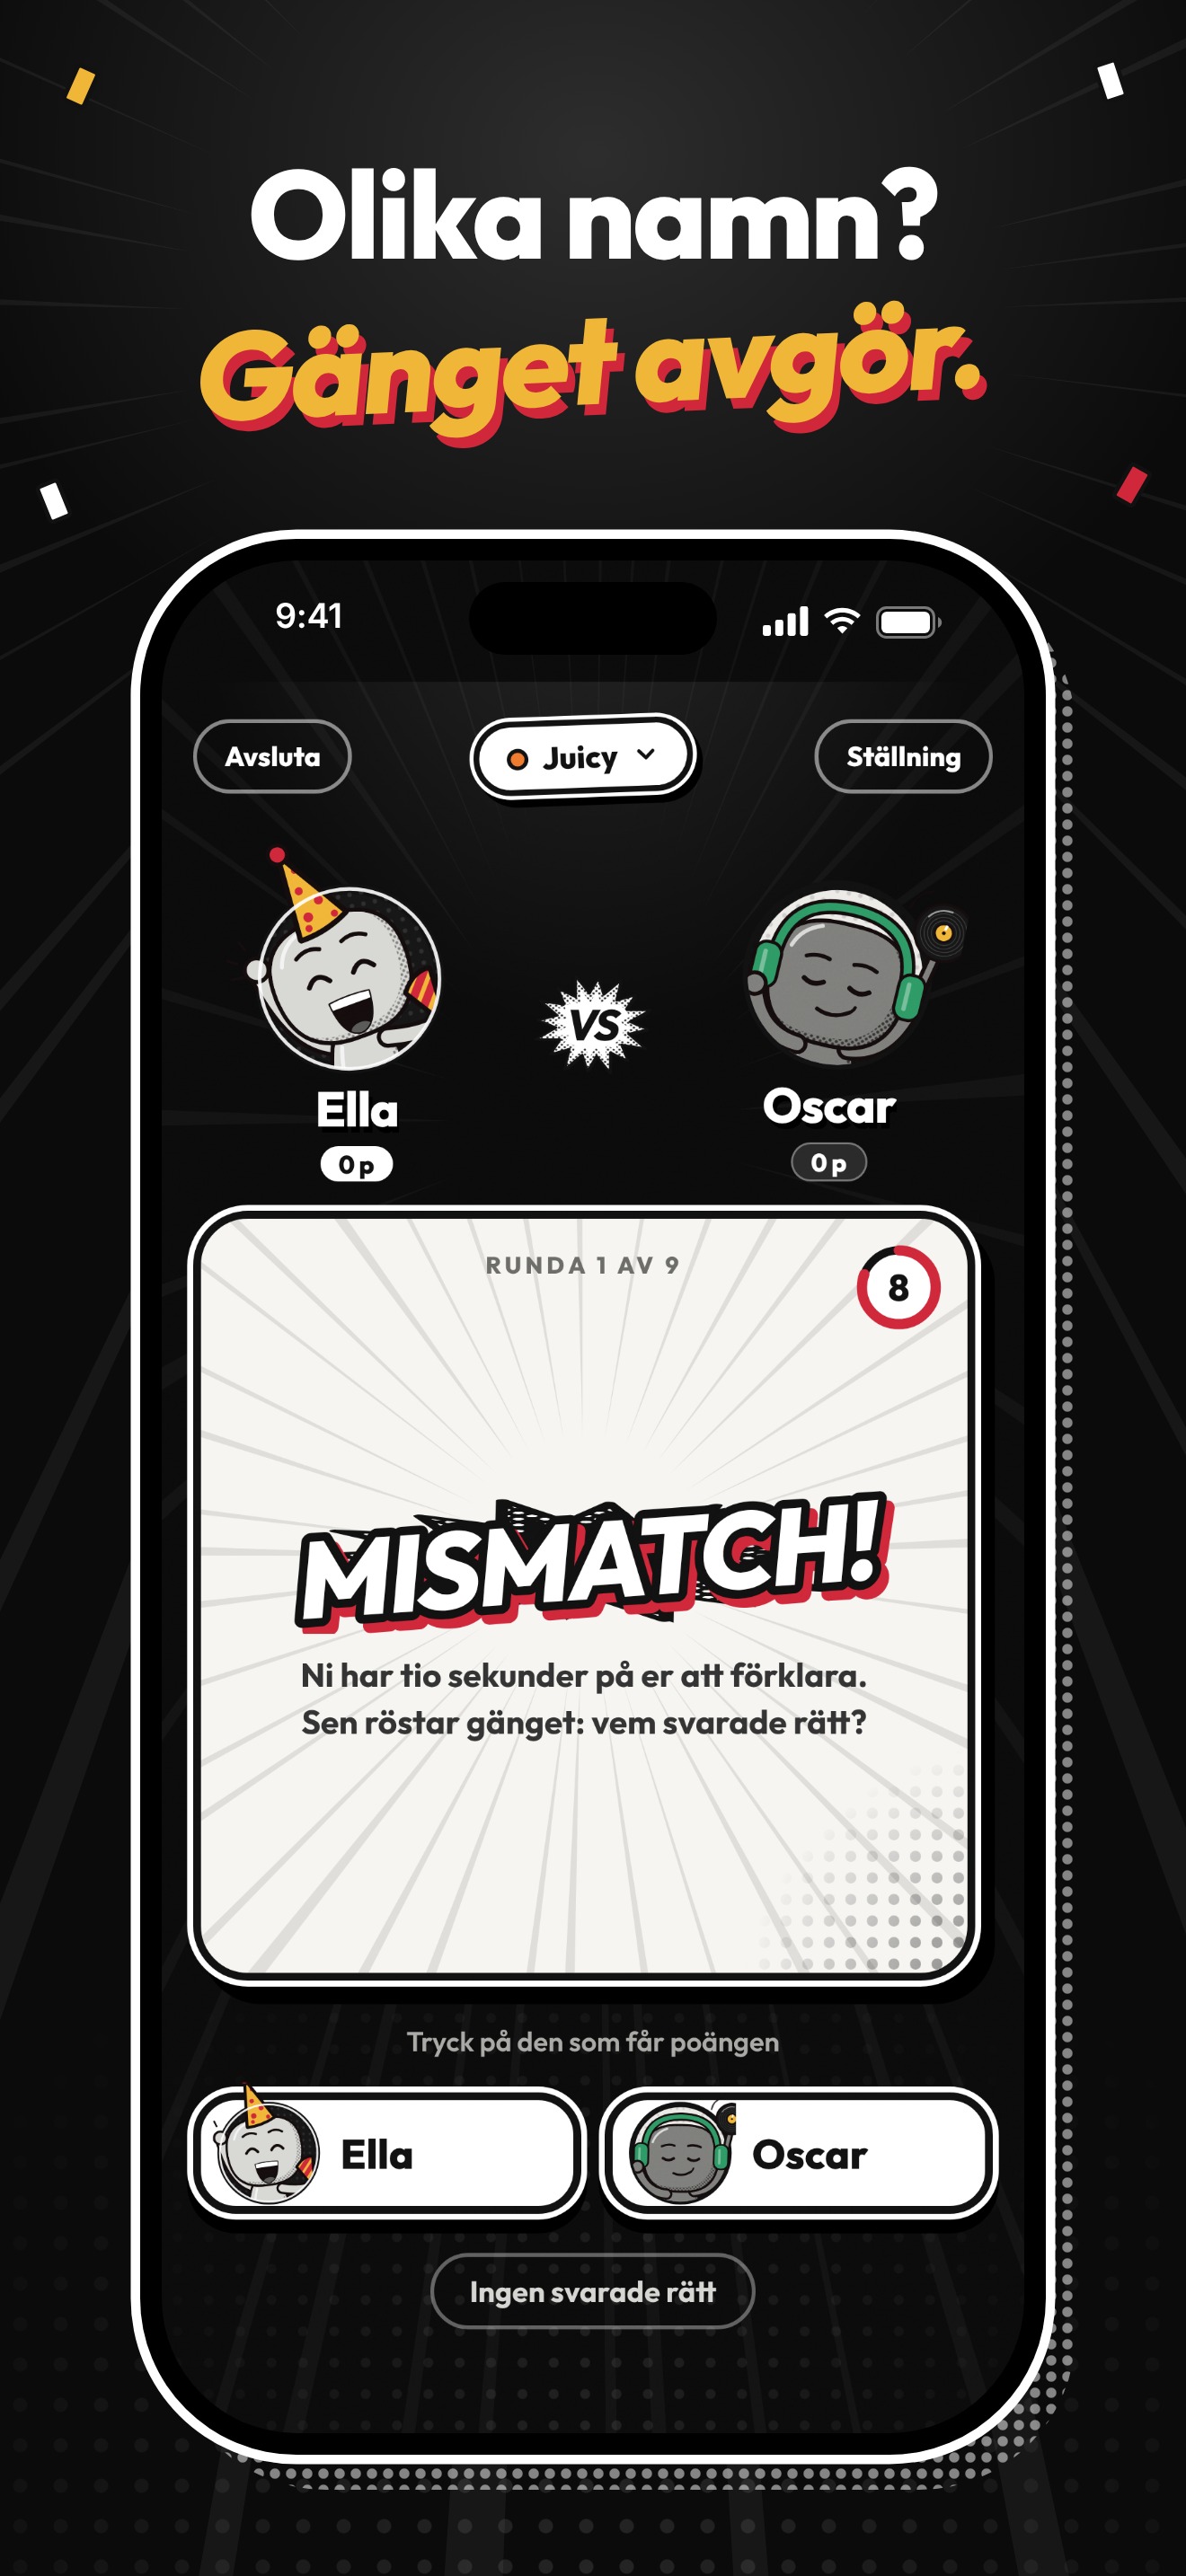 Olika namn?
Gänget avgör.
9:41
Avsluta
Juicy
Ställning
VS
Ella
Oscar
0 p
0 p
RUNDA 1 AV 9
8
MISMATCH!
Ni har tio sekunder på er att förklara.
Sen röstar gänget: vem svarade rätt?
Tryck på den som får poängen
Ella
Oscar
Ingen svarade rätt